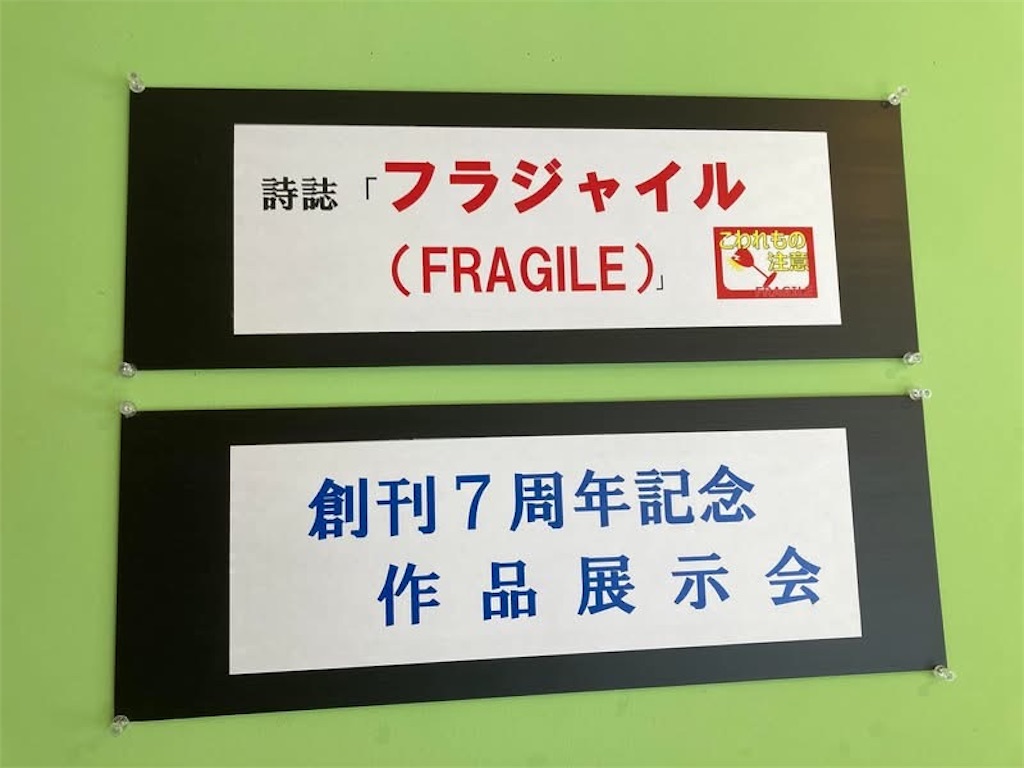 詩誌「フラジャイル
（FRAGILE）」
こわれもの
注意
FRAGILE
創刊７周年記念
作品展示会